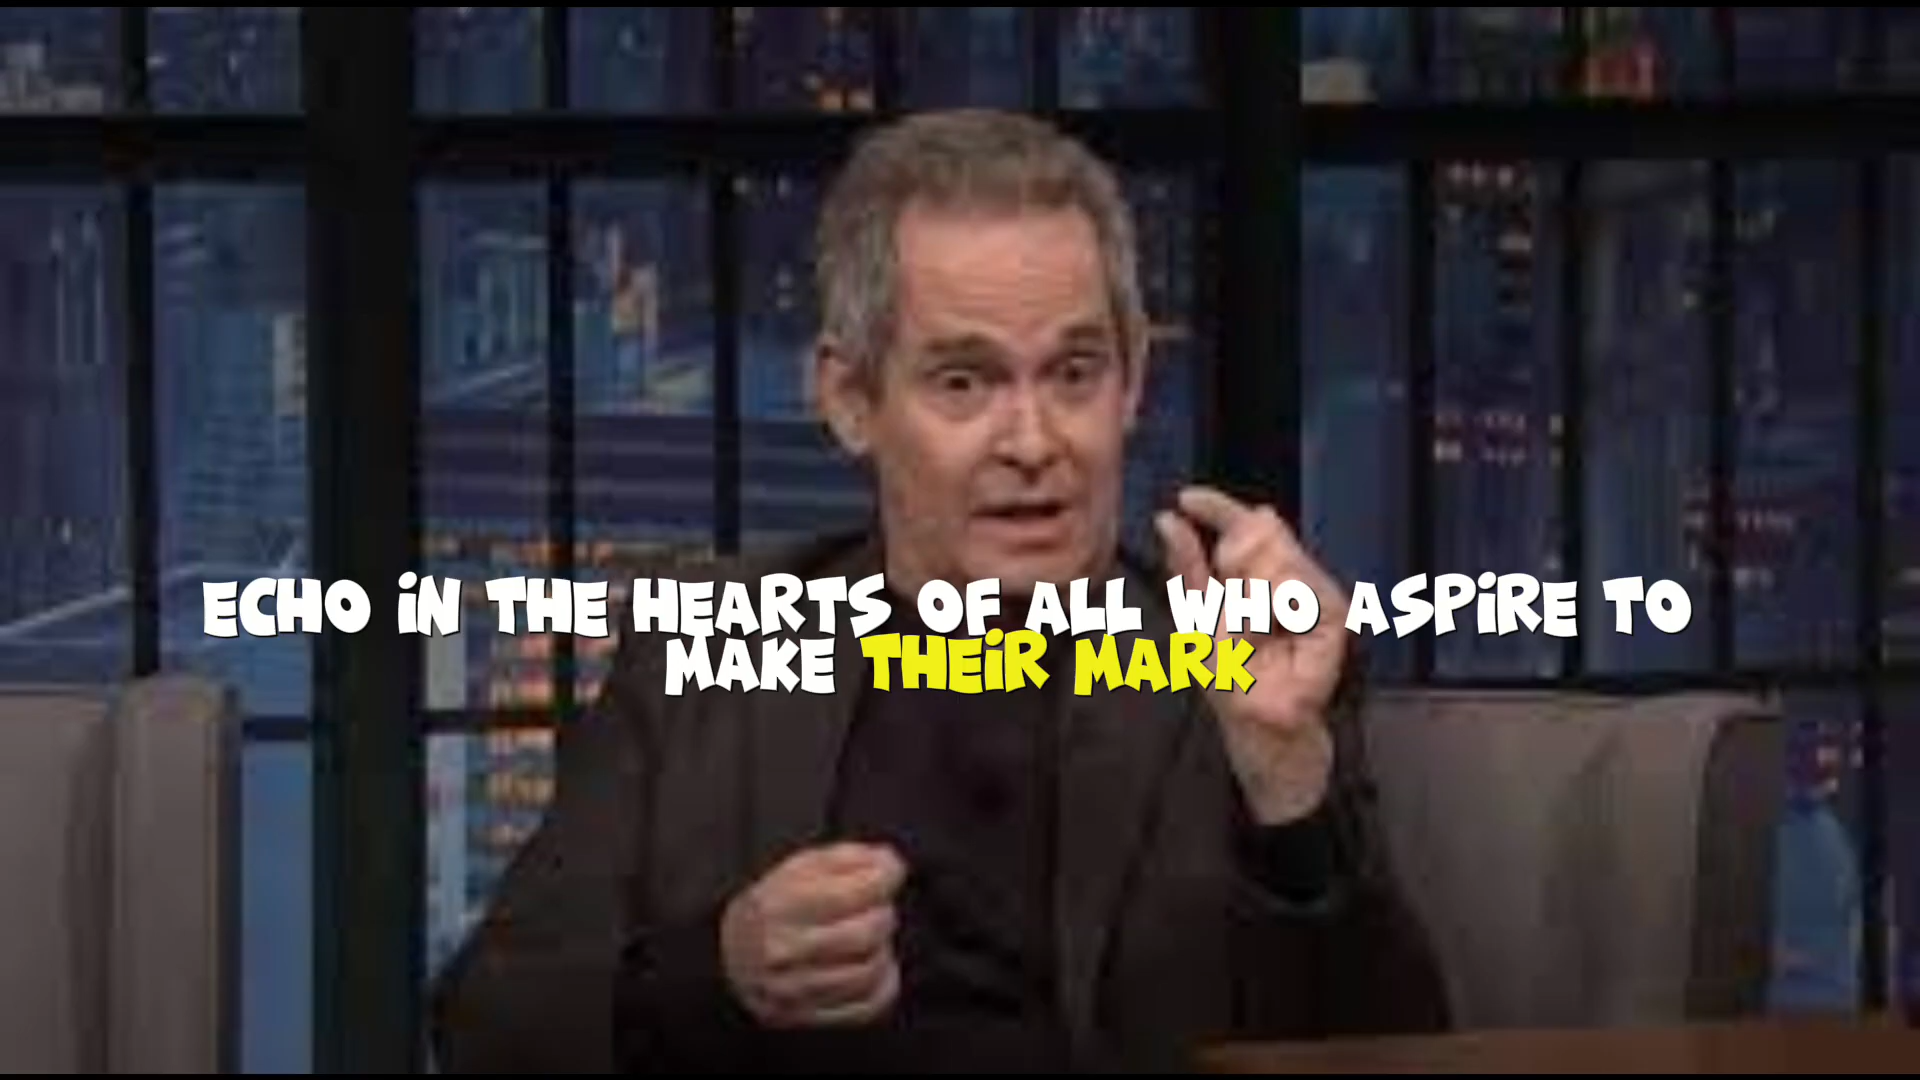 ECHO iN THE HEARTS OF ALL WHO ASPiRE TO
MAKE THEiR MARK